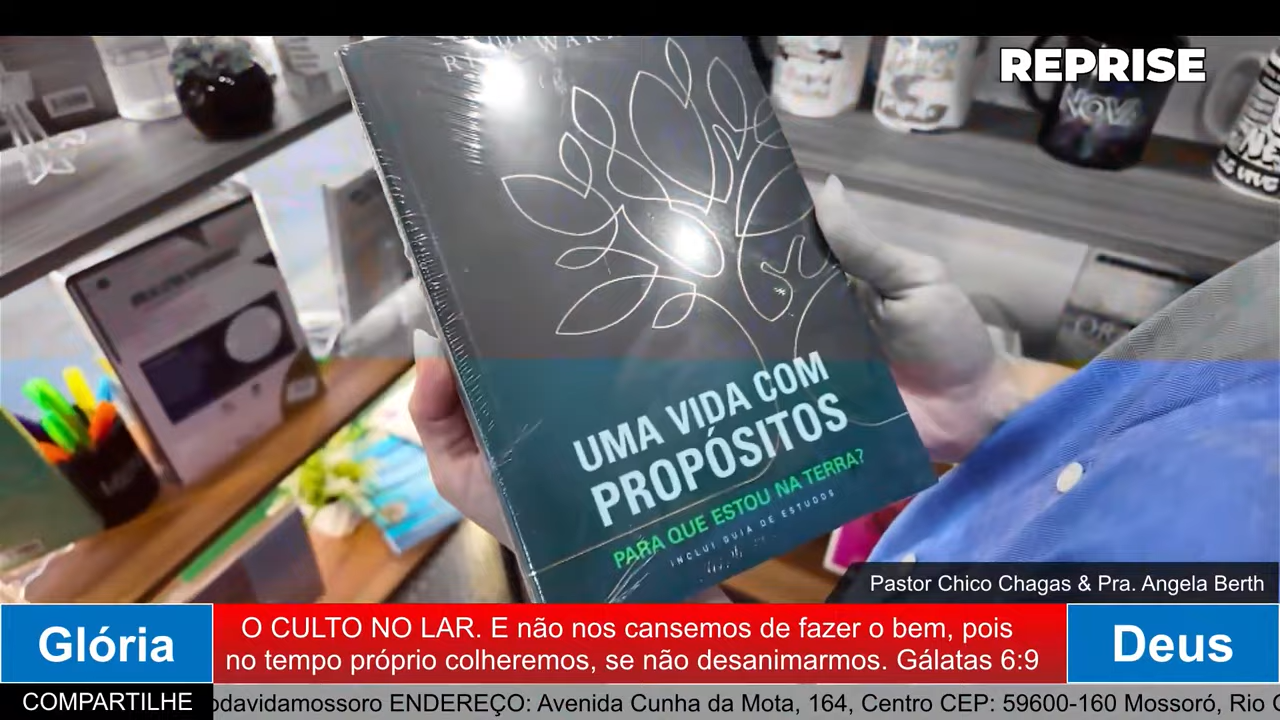 REPRISE
NOVA
UMA VIDA COM
PROPÓSITOS
PARA QUE ESTOU NA TERRA?
INCLUI GUIA DE ESTUDOS
Pastor Chico Chagas & Pra. Angela Berth
Glória
O CULTO NO LAR. E não nos cansemos de fazer o bem, pois
no tempo próprio colheremos, se não desanimarmos. Gálatas 6:9
Deus
COMPARTILHE
odavidamossoro ENDEREÇO: Avenida Cunha da Mota, 164, Centro CEP: 59600-160 Mossoró, Rio